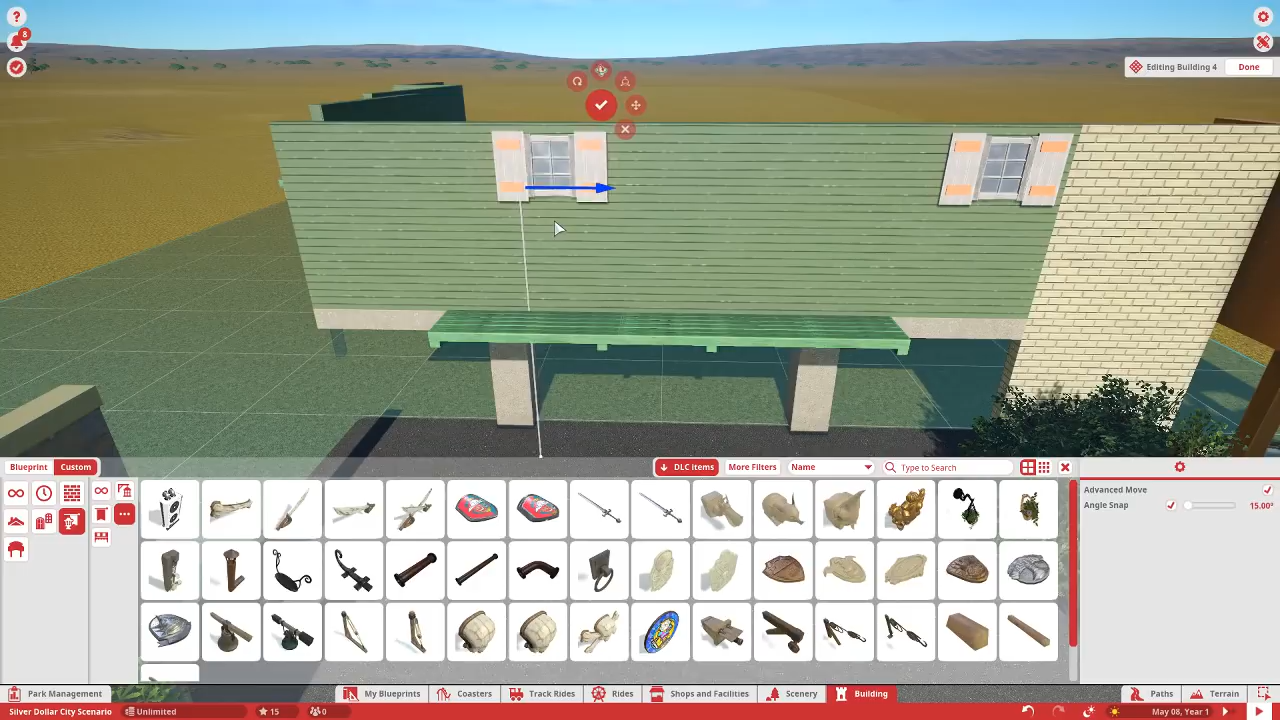 ?
8
Editing Building 4 Done
Blueprint Custom DLC Items More Filters Name Type to Search
Advanced Move
Angle Snap 15.00°
Park Management My Blueprints Coasters Track Rides Rides Shops and Facilities Scenery Building Paths Terrain
Silver Dollar City Scenario Unlimited 15 0 May 08, Year 1